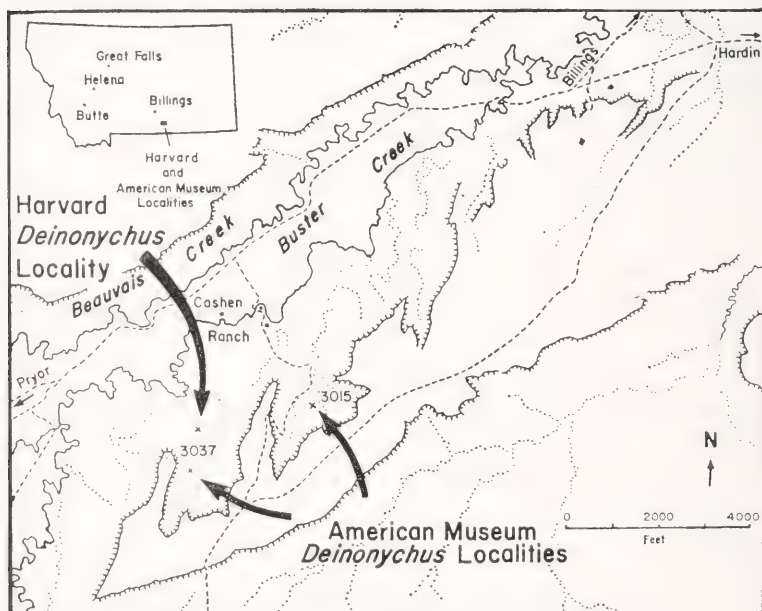 Great Falls
Helena
Butte
Billings
Harvard
and
American Museum
Localities
Billings
Hardin
Harvard
Deinonychus
Locality
Beauvais Creek
Buster Creek
Cashen
Ranch
Pryor
3015
3037
N
American Museum
Deinonychus Localities
0 2000 4000
Feet